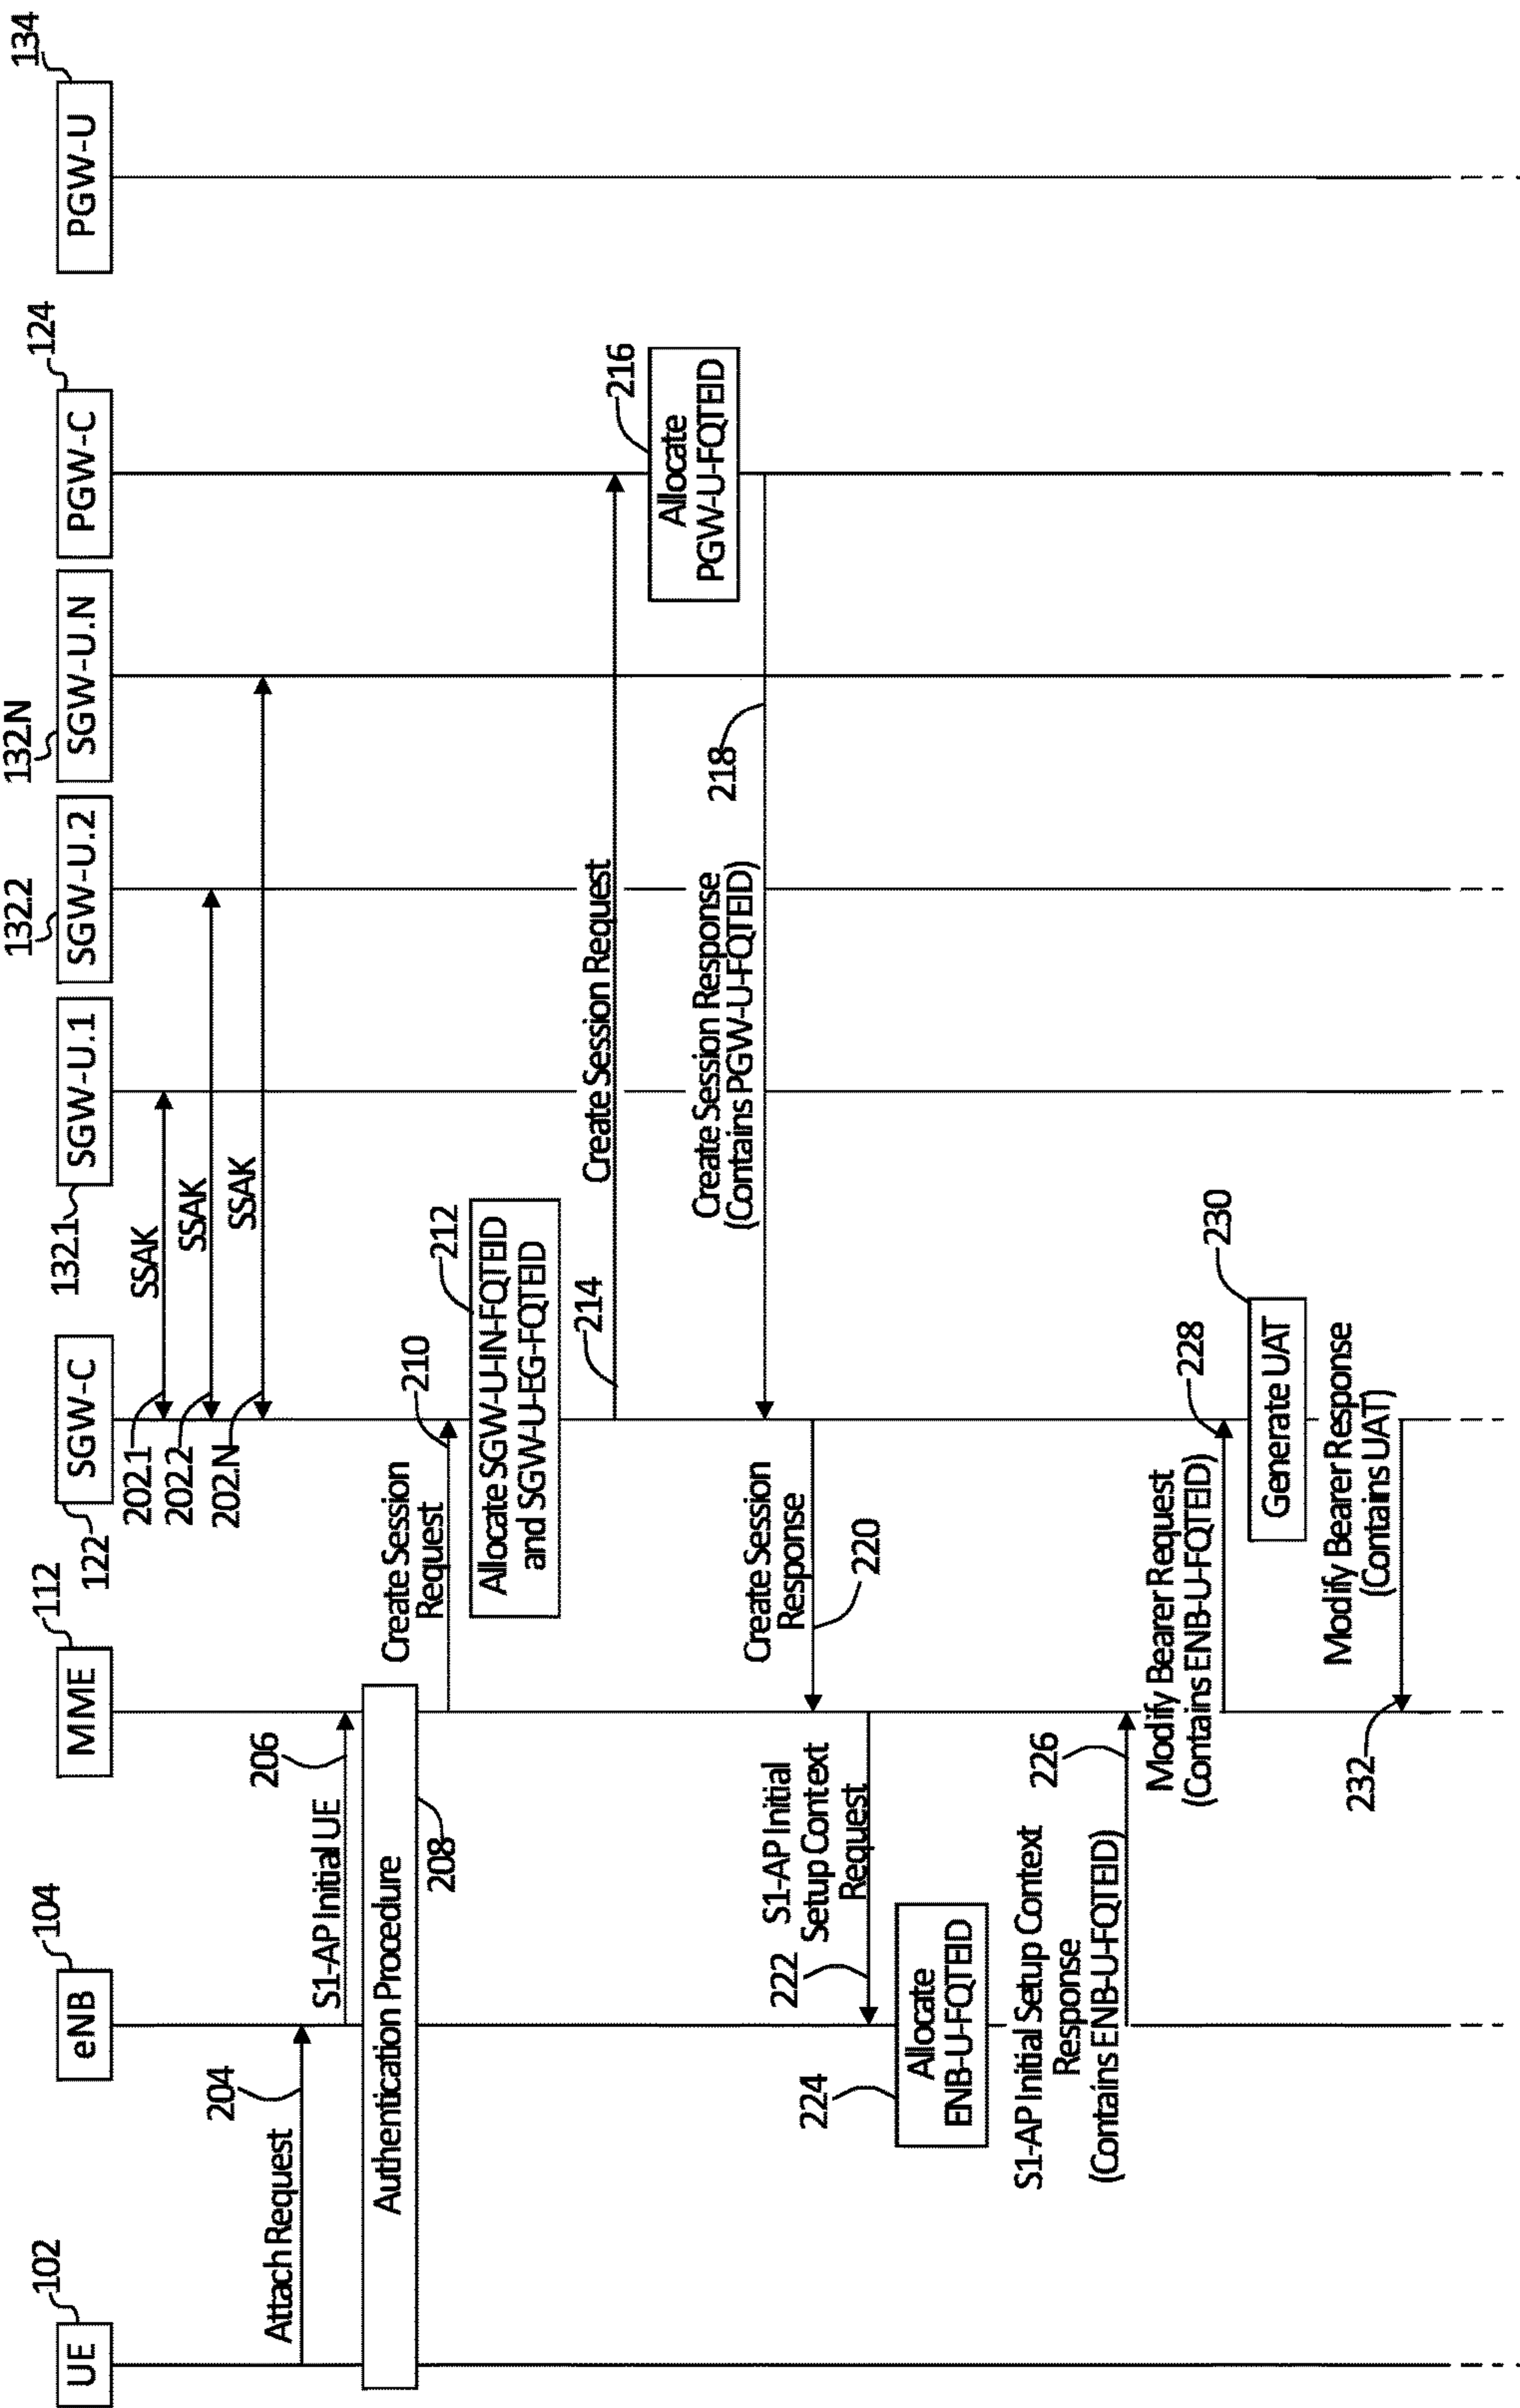 102
104
112
122
132.1
132.2
132.N
124
134
UE
eNB
MME
SGW-C
SGW-U.1
SGW-U.2
SGW-U.N
PGW-C
PGW-U
202.1
SSAK
202.2
SSAK
202.N
SSAK
204
Attach Request
206
S1-AP Initial UE
Authentication Procedure
208
210
Create Session
Request
212
Allocate SGW-U-IN-FQTEID
and SGW-U-EG-FQTEID
214
Create Session Request
216
Allocate
PGW-U-FQTEID
218
Create Session Response
(Contains PGW-U-FQTEID)
Create Session
Response
220
S1-AP Initial
Setup Context
Request
222
224
Allocate
ENB-U-FQTEID
S1-AP Initial Setup Context
Response
(Contains ENB-U-FQTEID)
226
Modify Bearer Request
(Contains ENB-U-FQTEID)
228
230
Generate UAT
Modify Bearer Response
(Contains UAT)
232